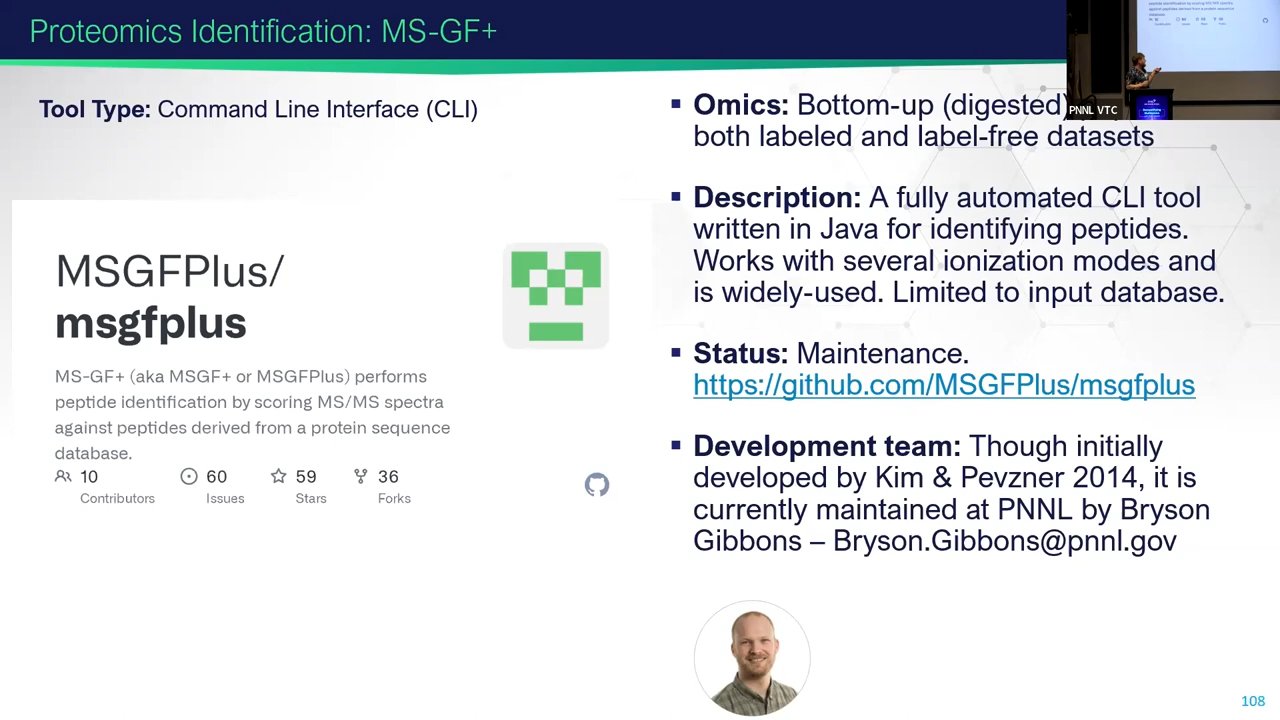 Proteomics Identification: MS-GF+
Tool Type: Command Line Interface (CLI)
MSGFPlus/
msgfplus
MS-GF+ (aka MSGF+ or MSGFPlus) performs
peptide identification by scoring MS/MS spectra
against peptides derived from a protein sequence
database.
10 60 59 36
Contributors Issues Stars Forks
▪ Omics: Bottom-up (digested)
both labeled and label-free datasets
▪ Description: A fully automated CLI tool
written in Java for identifying peptides.
Works with several ionization modes and
is widely-used. Limited to input database.
▪ Status: Maintenance.
https://github.com/MSGFPlus/msgfplus
▪ Development team: Though initially
developed by Kim & Pevzner 2014, it is
currently maintained at PNNL by Bryson
Gibbons – Bryson.Gibbons@pnnl.gov
PNNL VTC
108